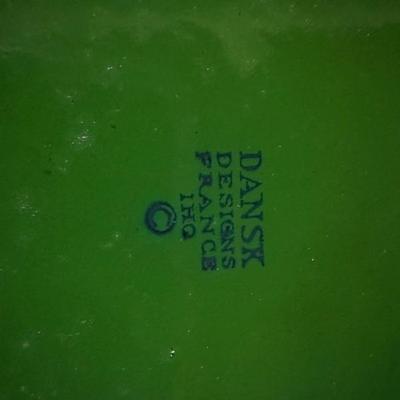 DANSK
DESIGNS
FRANCE
IHQ
©